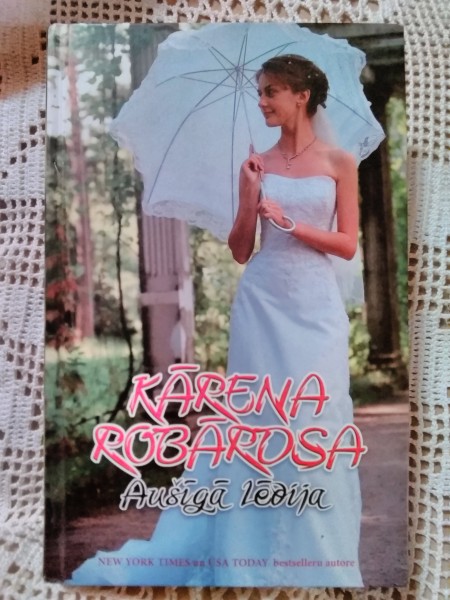 KĀRENA
ROBĀRDSA
Aušīgā lēdija
NEW YORK TIMES un USA TODAY bestselleru autore